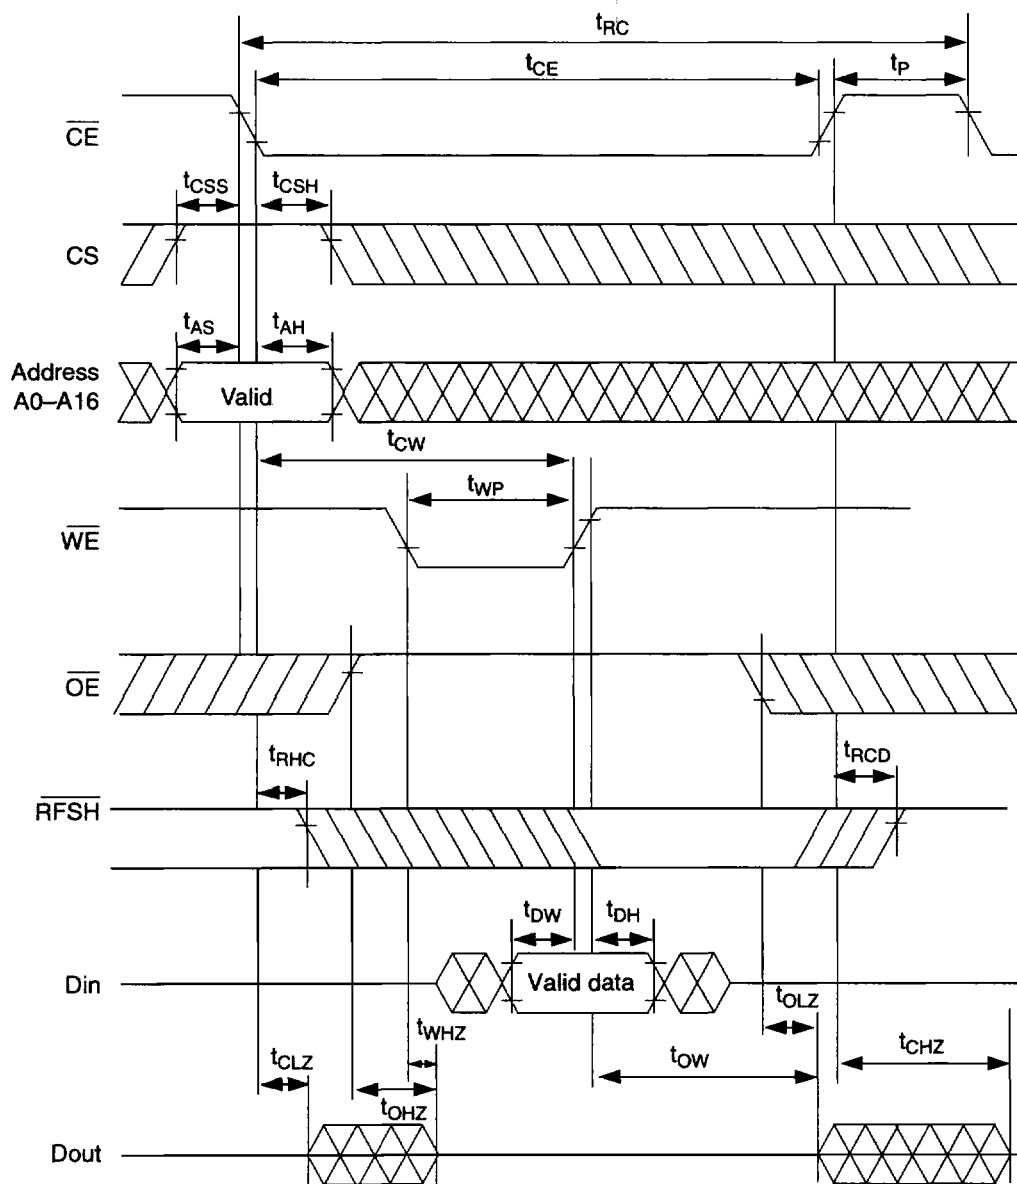 tRC
tCE
tP
CE
tCSS
tCSH
CS
tAS
tAH
Address
A0–A16
Valid
tCW
tWP
WE
OE
tRHC
tRCD
RFSH
tDW
tDH
Din
Valid data
tOLZ
tWHZ
tCLZ
tOW
tCHZ
tOHZ
Dout